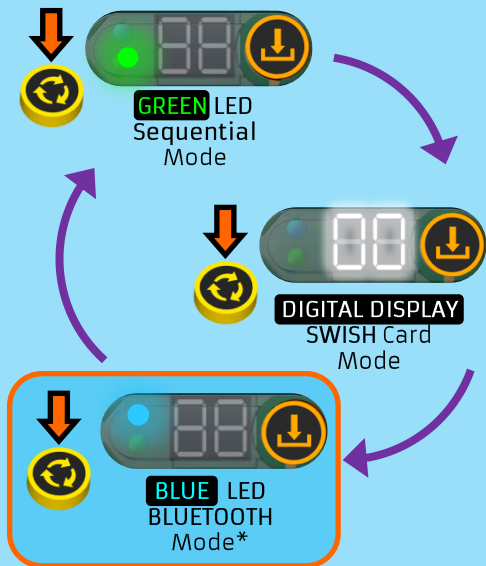 GREEN LED
Sequential
Mode
DIGITAL DISPLAY
SWISH Card
Mode
BLUE LED
BLUETOOTH
Mode*